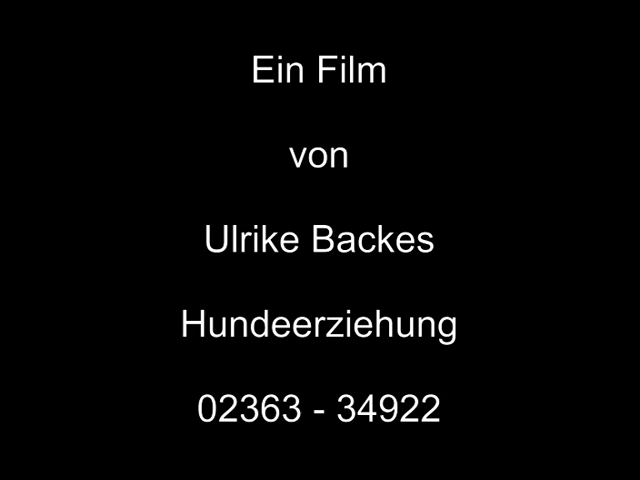 Ein Film
von
Ulrike Backes
Hundeerziehung
02363 - 34922